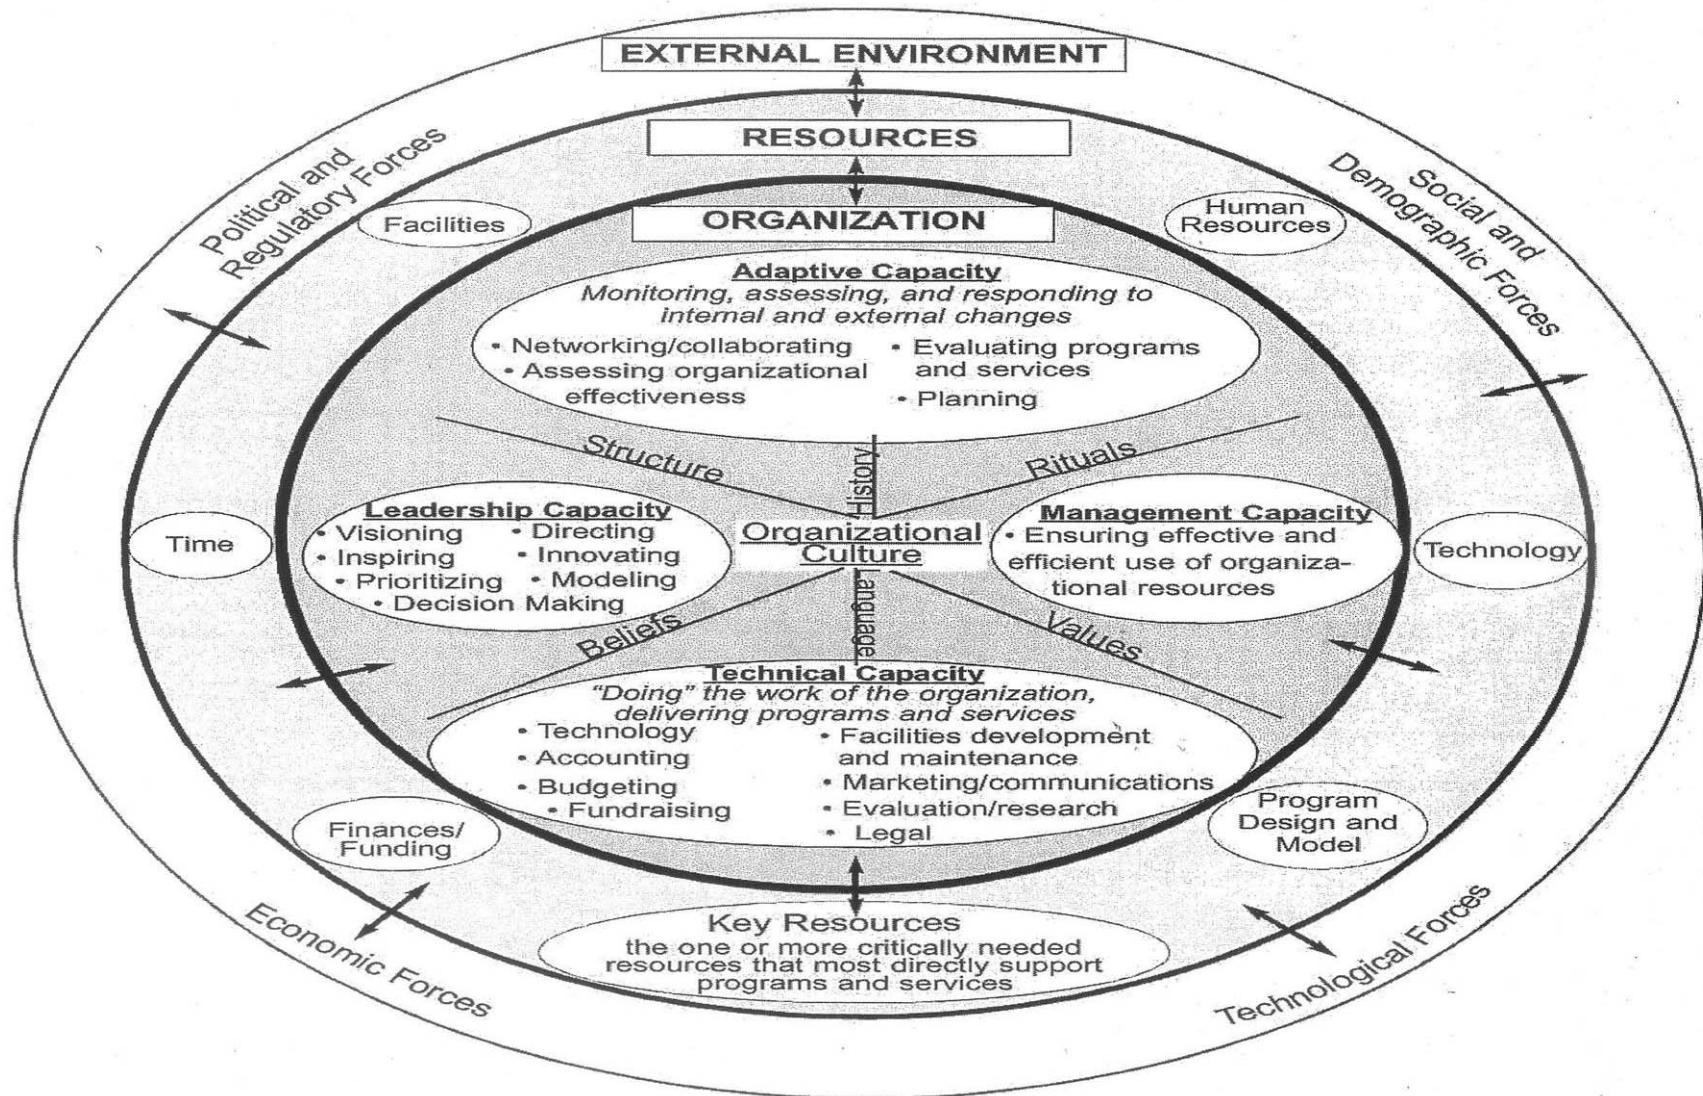 EXTERNAL ENVIRONMENT
RESOURCES
ORGANIZATION
Political and
Regulatory Forces
Social and
Demographic Forces
Facilities
Human
Resources
Adaptive Capacity
Monitoring, assessing, and responding to
internal and external changes
• Networking/collaborating
• Assessing organizational
effectiveness
• Evaluating programs
and services
• Planning
Structure
History
Rituals
Time
Leadership Capacity
• Visioning
• Directing
• Inspiring
• Innovating
• Prioritizing
• Modeling
• Decision Making
Organizational
Culture
Management Capacity
• Ensuring effective and
efficient use of organiza-
tional resources
Technology
Beliefs
Language
Values
Technical Capacity
"Doing" the work of the organization,
delivering programs and services
• Technology
• Accounting
• Budgeting
• Fundraising
• Facilities development
and maintenance
• Marketing/communications
• Evaluation/research
• Legal
Finances/
Funding
Program
Design and
Model
Key Resources
the one or more critically needed
resources that most directly support
programs and services
Economic Forces
Technological Forces